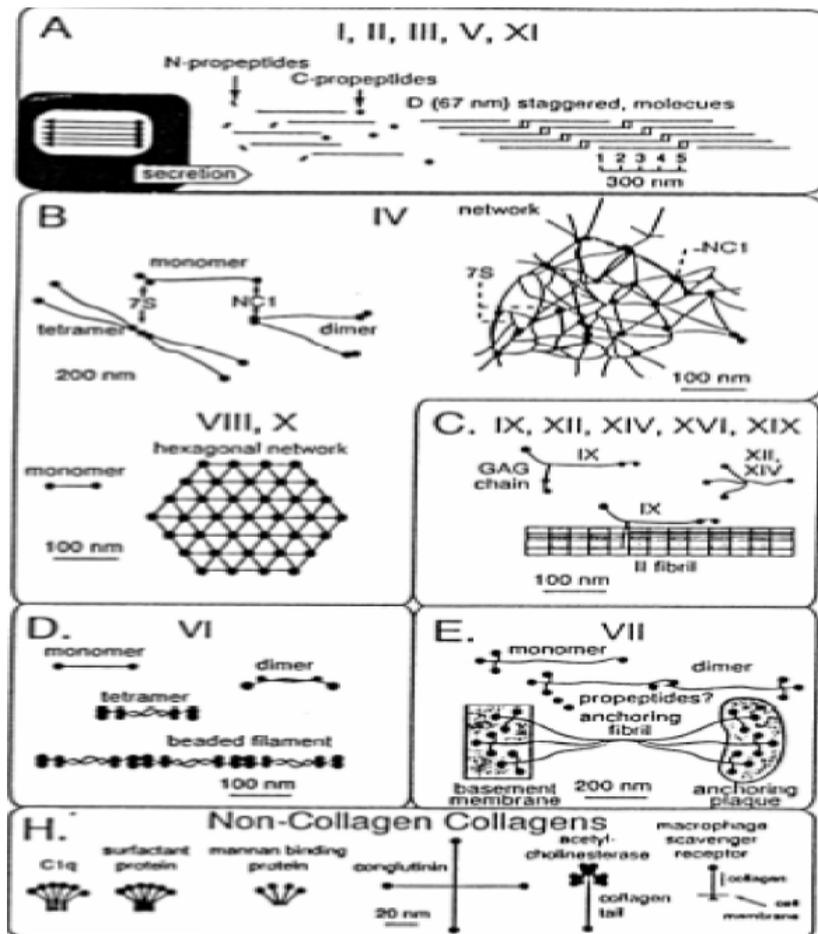 A
I, II, III, V, XI
N-propeptides
C-propeptides
D (67 nm) staggered, molecues
1 2 3 4 5
300 nm
secretion
B
IV
network
monomer
NC1
7S
7S
NC1
tetramer
dimer
200 nm
100 nm
VIII, X
hexagonal network
monomer
100 nm
C. IX, XII, XIV, XVI, XIX
IX
XII,
XIV
GAG
chain
IX
II fibril
100 nm
D.
VI
monomer
dimer
tetramer
beaded filament
100 nm
E.
VII
monomer
dimer
propeptides?
anchoring
fibril
basement
membrane
200 nm
anchoring
plaque
H.
Non-Collagen Collagens
C1q
surfactant
protein
mannan binding
protein
conglutinin
20 nm
acetyl-
cholinesterase
collagen
tail
macrophage
scavenger
receptor
collagen
cell
membrane